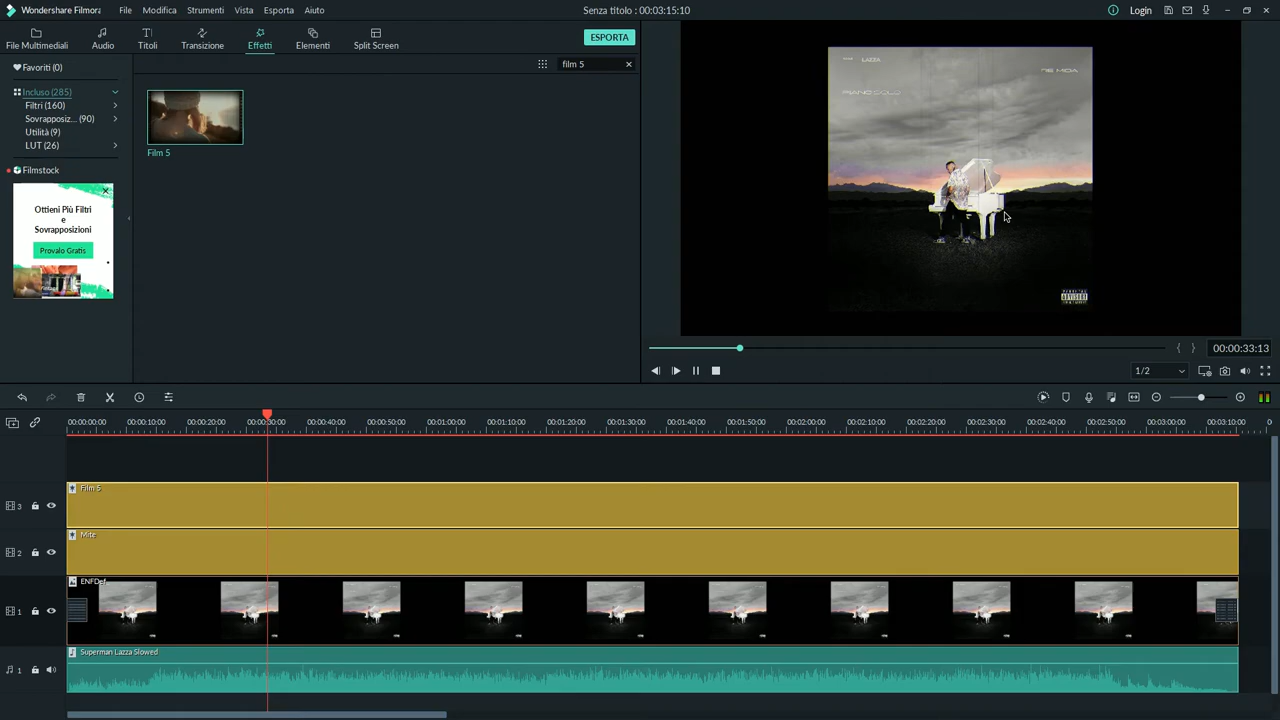 Wondershare Filmora
File
Modifica
Strumenti
Vista
Esporta
Aiuto
Senza titolo : 00:03:15:10
Login
File Multimediali
Audio
Titoli
Transizione
Effetti
Elementi
Split Screen
ESPORTA
Favoriti (0)
film 5
Incluso (285)
Filtri (160)
Sovrapposiz... (90)
Utilità (9)
LUT (26)
Filmstock
Film 5
Ottieni Più Filtri
e
Sovrapposizioni
Provalo Gratis
LAZZA
RE MIDA
PIANO SOLO
ADVISORY
00:00:33:13
1/2
00:00:00:00
00:00:10:00
00:00:20:00
00:00:30:00
00:00:40:00
00:00:50:00
00:01:00:00
00:01:10:00
00:01:20:00
00:01:30:00
00:01:40:00
00:01:50:00
00:02:00:00
00:02:10:00
00:02:20:00
00:02:30:00
00:02:40:00
00:02:50:00
00:03:00:00
00:03:10:00
3
Film 5
2
Mite
1
ENFDef
1
Superman Lazza Slowed